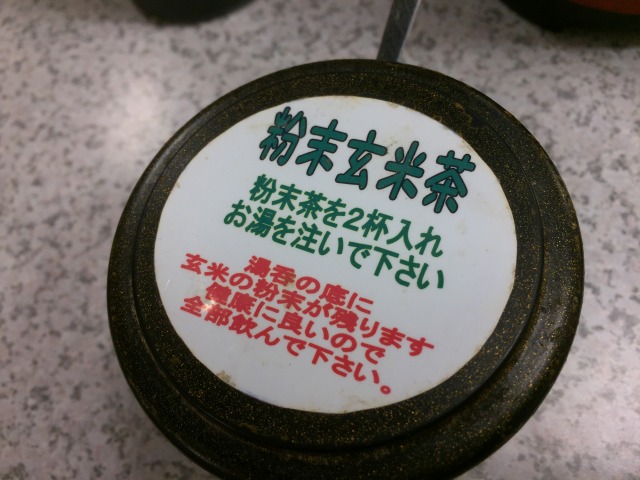 粉末玄米茶
粉末茶を2杯入れ
お湯を注いで下さい
湯呑の底に
玄米の粉末が残ります
健康に良いので
全部飲んで下さい。